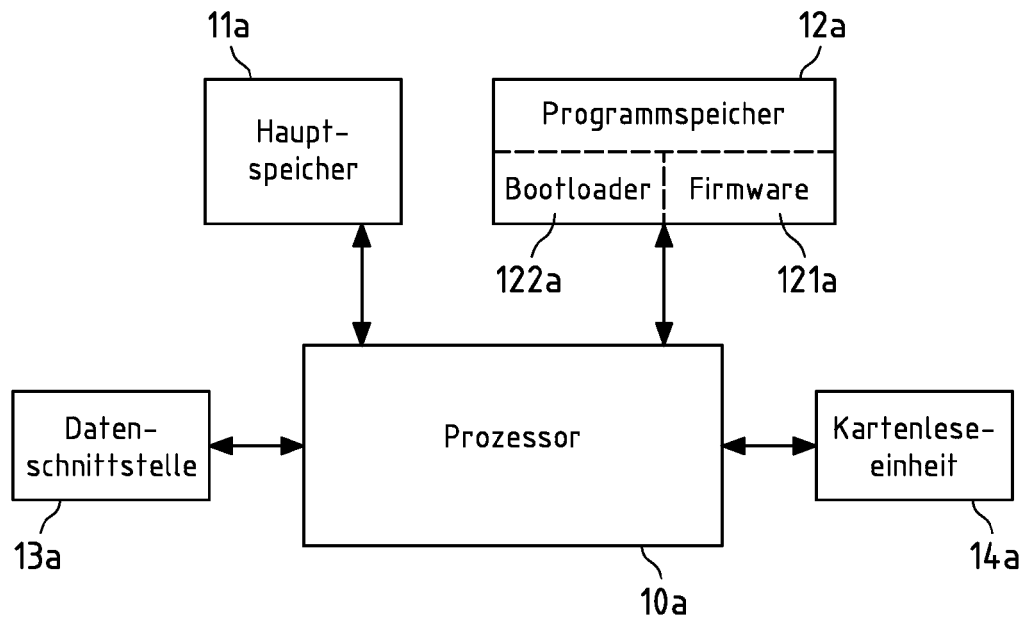 11a
12a
Haupt-
speicher
Programmspeicher
Bootloader
Firmware
122a
121a
Daten-
schnittstelle
Prozessor
Kartenlese-
einheit
13a
14a
10a